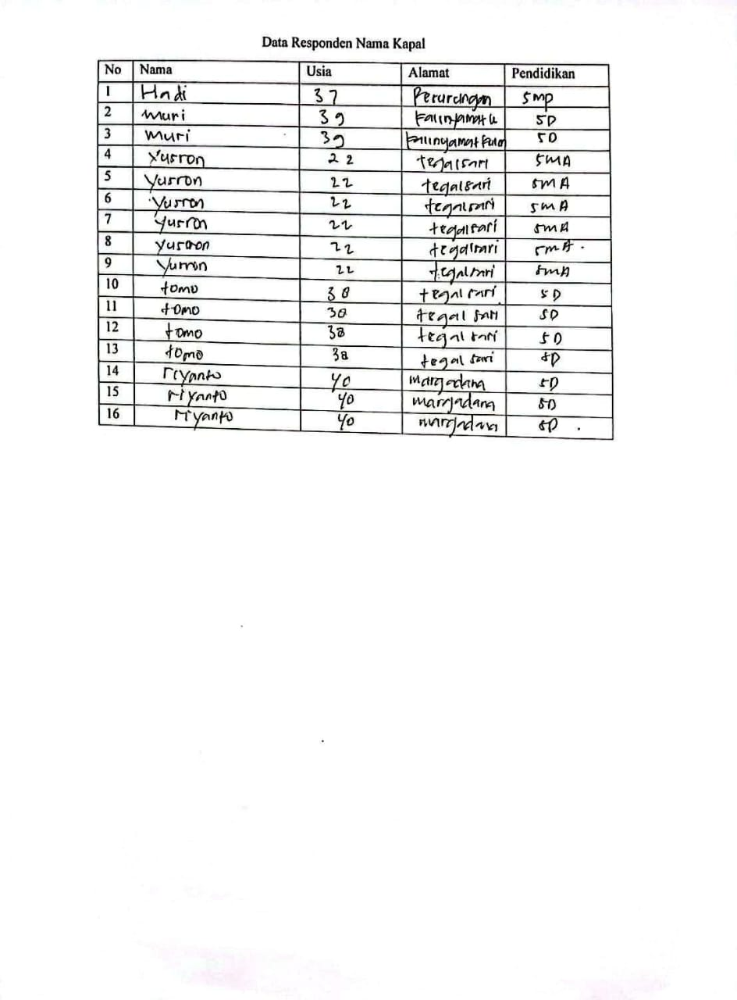 Data Responden Nama Kapal
No Nama Usia Alamat Pendidikan
1 Hadi 37 Pesurungan SMP
2 Muri 39 kalinyamat k SD
3 Muri 39 kalinyamat kulon SD
4 Yusron 22 tegalsari SMA
5 Yusron 22 tegalsari SMA
6 Yusron 22 tegalsari SMA
7 Yusron 22 tegalsari SMA
8 Yusron 22 tegalsari SMA.
9 Yusron 22 tegalsari SMA
10 tomo 38 tegal sari SD
11 tomo 38 tegal sari SD
12 tomo 38 tegal sari SD
13 tomo 38 tegal sari SD
14 riyanto 40 margadana SD
15 riyanto 40 margadana SD
16 riyanto 40 margadana SD .